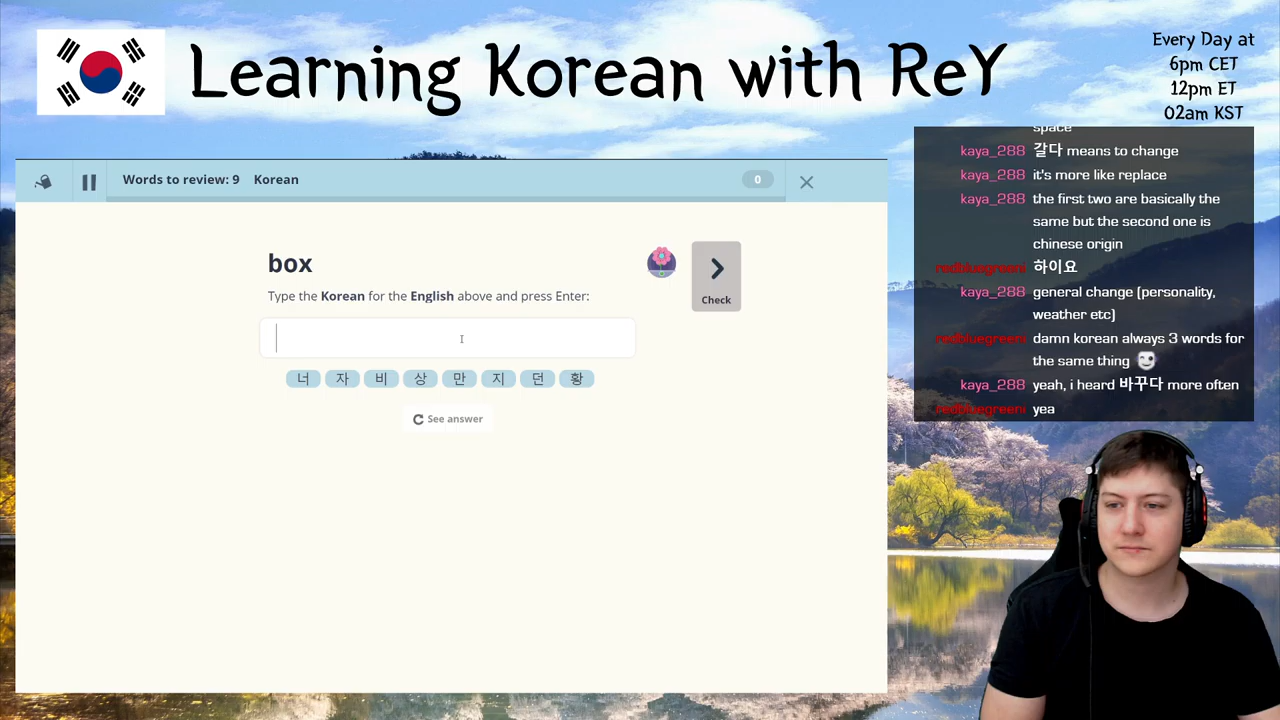 Learning Korean with ReY
Every Day at
6pm CET
12pm ET
02am KST
Words to review: 9 Korean
0
box
Check
Type the Korean for the English above and press Enter:
너 자 비 상 만 지 던 황
See answer
space
kaya_288 갈다 means to change
kaya_288 it's more like replace
kaya_288 the first two are basically the
same but the second one is
chinese origin
redbluegreeni 하이요
kaya_288 general change (personality,
weather etc)
redbluegreeni damn korean always 3 words for
the same thing
kaya_288 yeah, i heard 바꾸다 more often
redbluegreeni yea